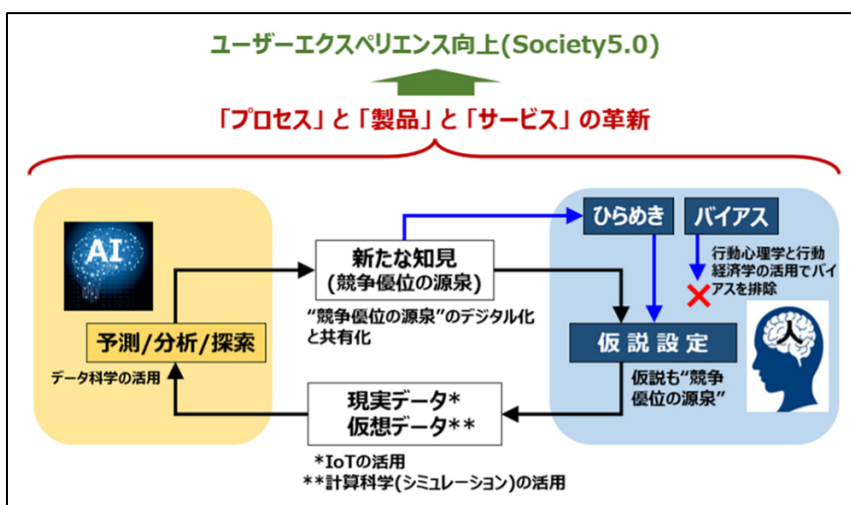 ユーザーエクスペリエンス向上(Society5.0)
「プロセス」と「製品」と「サービス」の革新
AI
予測/分析/探索
データ科学の活用
新たな知見
(競争優位の源泉)
“競争優位の源泉”のデジタル化
と共有化
現実データ*
仮想データ**
*IoTの活用
**計算科学(シミュレーション)の活用
ひらめき
バイアス
行動心理学と行動
経済学の活用でバイ
アスを排除
仮説設定
仮説も“競争
優位の源泉”
人